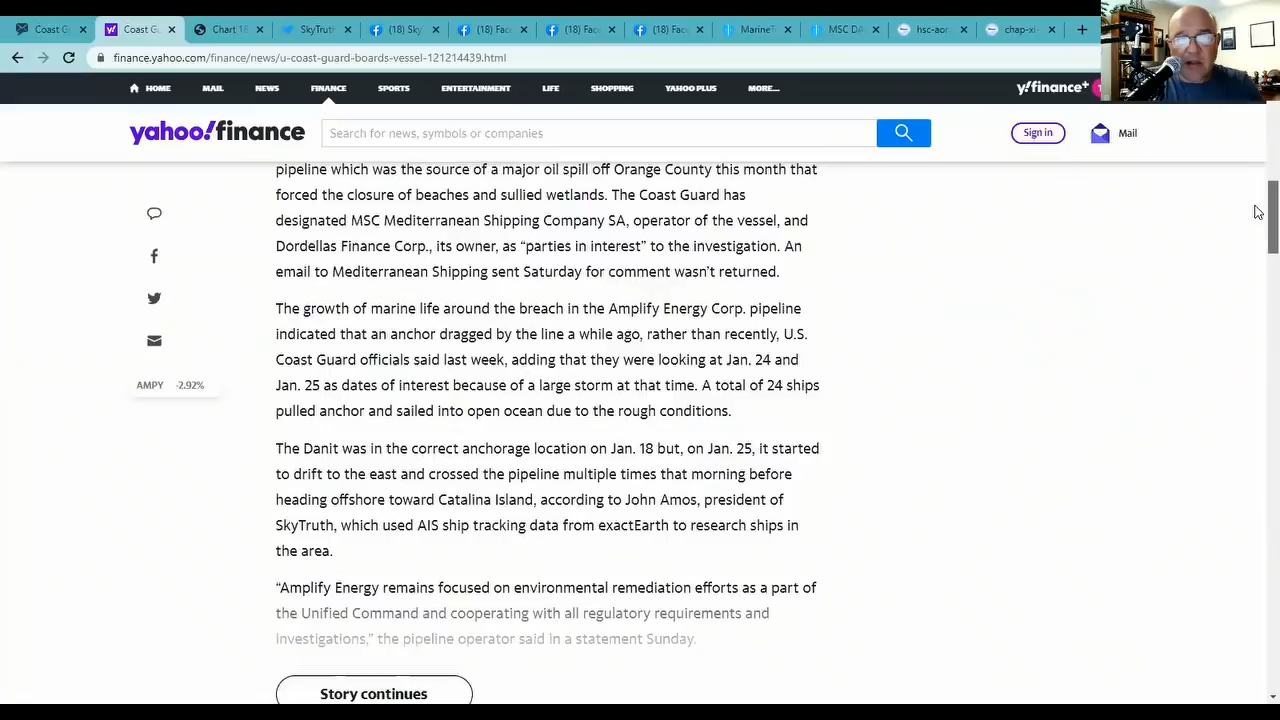 Coast G
Coast Gu
Chart 18
SkyTruth
(18) Sky
(18) Face
(18) Face
(18) Face
MarineT
MSC DA
hsc-aor
chap-xi-
finance.yahoo.com/finance/news/u-coast-guard-boards-vessel-121214439.html
HOME MAIL NEWS FINANCE SPORTS ENTERTAINMENT LIFE SHOPPING YAHOO PLUS MORE... y!finance+
yahoo!finance
Search for news, symbols or companies
Sign in
Mail
pipeline which was the source of a major oil spill off Orange County this month that
forced the closure of beaches and sullied wetlands. The Coast Guard has
designated MSC Mediterranean Shipping Company SA, operator of the vessel, and
Dordellas Finance Corp., its owner, as “parties in interest” to the investigation. An
email to Mediterranean Shipping sent Saturday for comment wasn’t returned.
The growth of marine life around the breach in the Amplify Energy Corp. pipeline
indicated that an anchor dragged by the line a while ago, rather than recently, U.S.
Coast Guard officials said last week, adding that they were looking at Jan. 24 and
Jan. 25 as dates of interest because of a large storm at that time. A total of 24 ships
pulled anchor and sailed into open ocean due to the rough conditions.
AMPY -2.92%
The Danit was in the correct anchorage location on Jan. 18 but, on Jan. 25, it started
to drift to the east and crossed the pipeline multiple times that morning before
heading offshore toward Catalina Island, according to John Amos, president of
SkyTruth, which used AIS ship tracking data from exactEarth to research ships in
the area.
“Amplify Energy remains focused on environmental remediation efforts as a part of
the Unified Command and cooperating with all regulatory requirements and
investigations,” the pipeline operator said in a statement Sunday.
Story continues